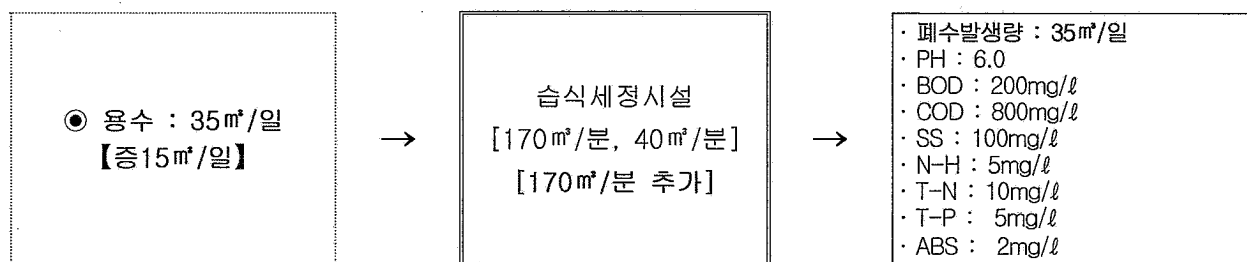 ◉ 용수 : 35㎥/일
【증15㎥/일】
→
습식세정시설
[170㎥/분, 40㎥/분]
[170㎥/분 추가]
→
· 폐수발생량 : 35㎥/일
· PH : 6.0
· BOD : 200mg/ℓ
· COD : 800mg/ℓ
· SS : 100mg/ℓ
· N-H : 5mg/ℓ
· T-N : 10mg/ℓ
· T-P : 5mg/ℓ
· ABS : 2mg/ℓ